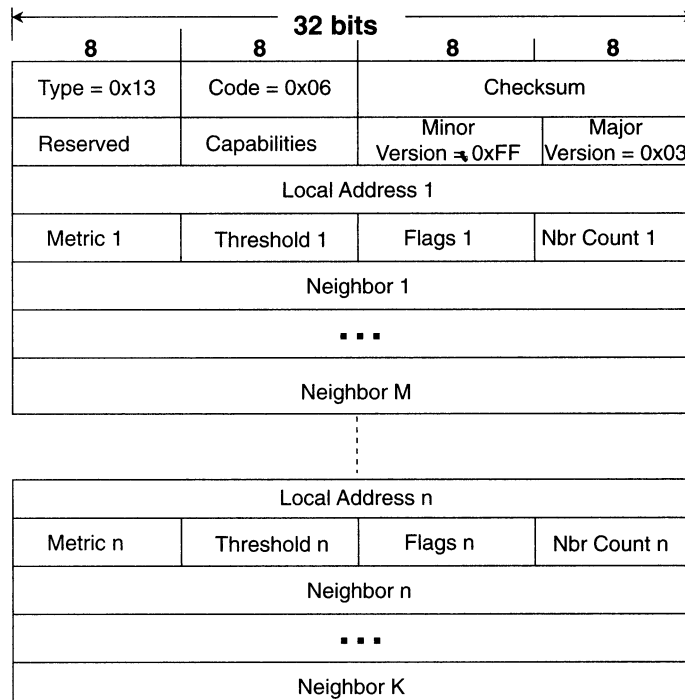 32 bits
8 8 8 8
Type = 0x13 Code = 0x06 Checksum
Reserved Capabilities Minor Version = 0xFF Major Version = 0x03
Local Address 1
Metric 1 Threshold 1 Flags 1 Nbr Count 1
Neighbor 1
...
Neighbor M
Local Address n
Metric n Threshold n Flags n Nbr Count n
Neighbor n
...
Neighbor K